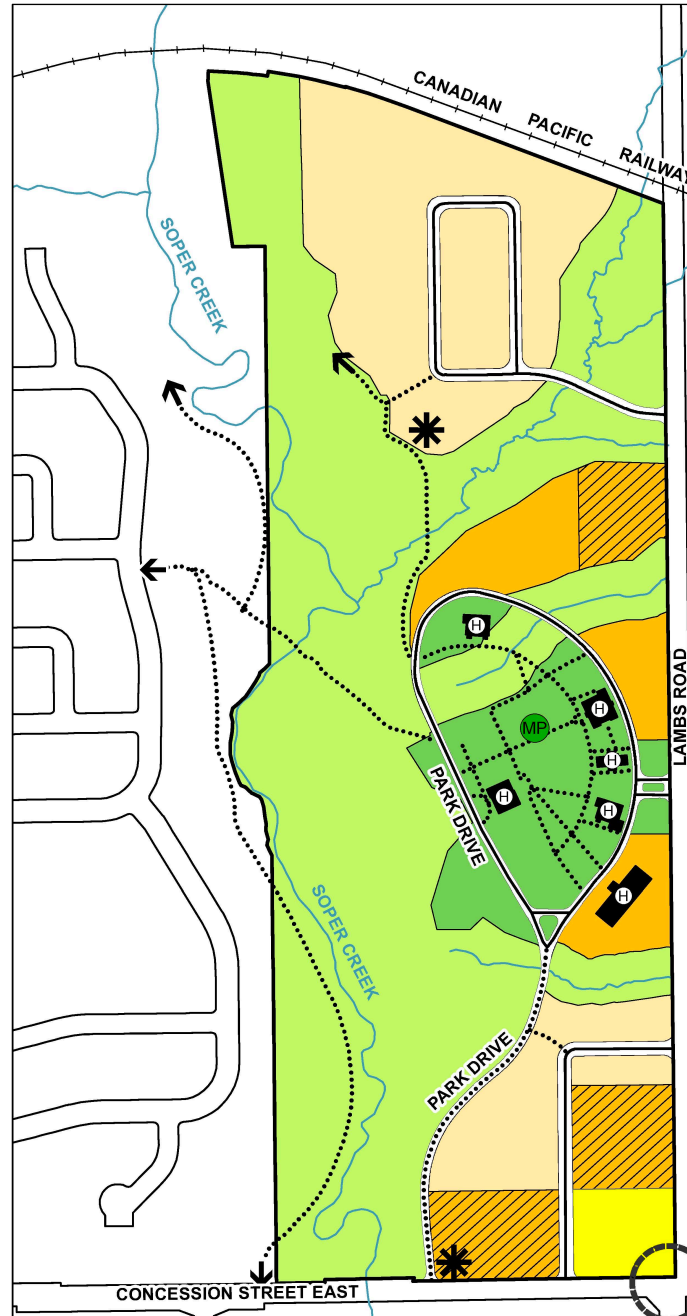 CANADIAN PACIFIC RAILWAY
SOPER CREEK
LAMBS ROAD
H
H
MP
H
H
H
PARK DRIVE
H
SOPER CREEK
PARK DRIVE
CONCESSION STREET EAST